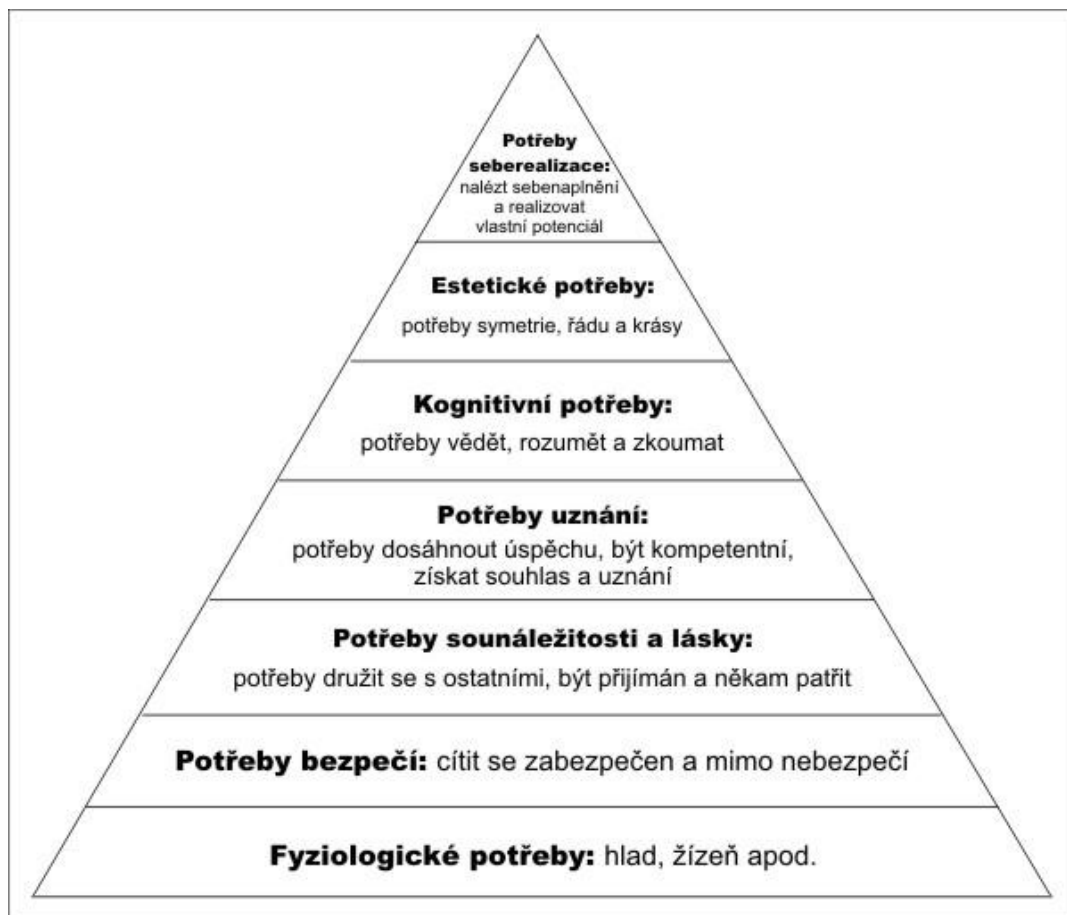 Potřeby
seberealizace:
nalézt sebenaplnění
a realizovat
vlastní potenciál
Estetické potřeby:
potřeby symetrie, řádu a krásy
Kognitivní potřeby:
potřeby vědět, rozumět a zkoumat
Potřeby uznání:
potřeby dosáhnout úspěchu, být kompetentní,
získat souhlas a uznání
Potřeby sounáležitosti a lásky:
potřeby družit se s ostatními, být přijímán a někam patřit
Potřeby bezpečí: cítit se zabezpečen a mimo nebezpečí
Fyziologické potřeby: hlad, žízeň apod.